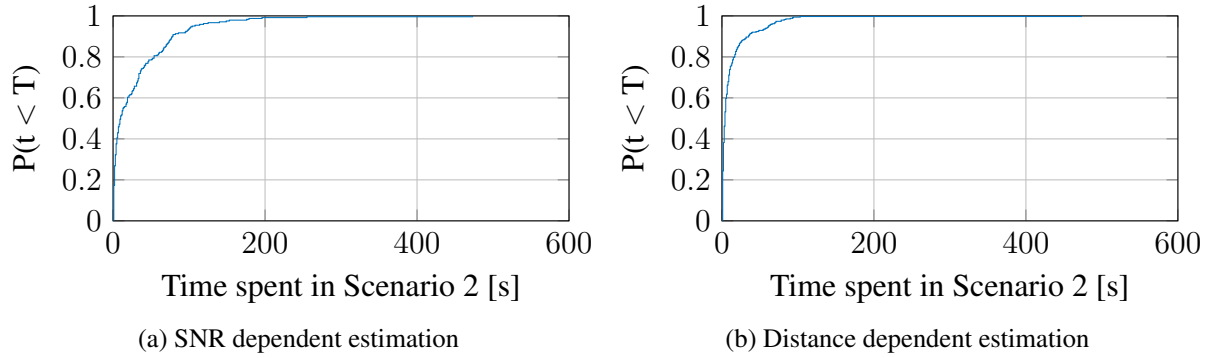 1
0.8
0.6
0.4
0.2
0
P(t < T)
0 200 400 600
Time spent in Scenario 2 [s]
(a) SNR dependent estimation
1
0.8
0.6
0.4
0.2
0
P(t < T)
0 200 400 600
Time spent in Scenario 2 [s]
(b) Distance dependent estimation